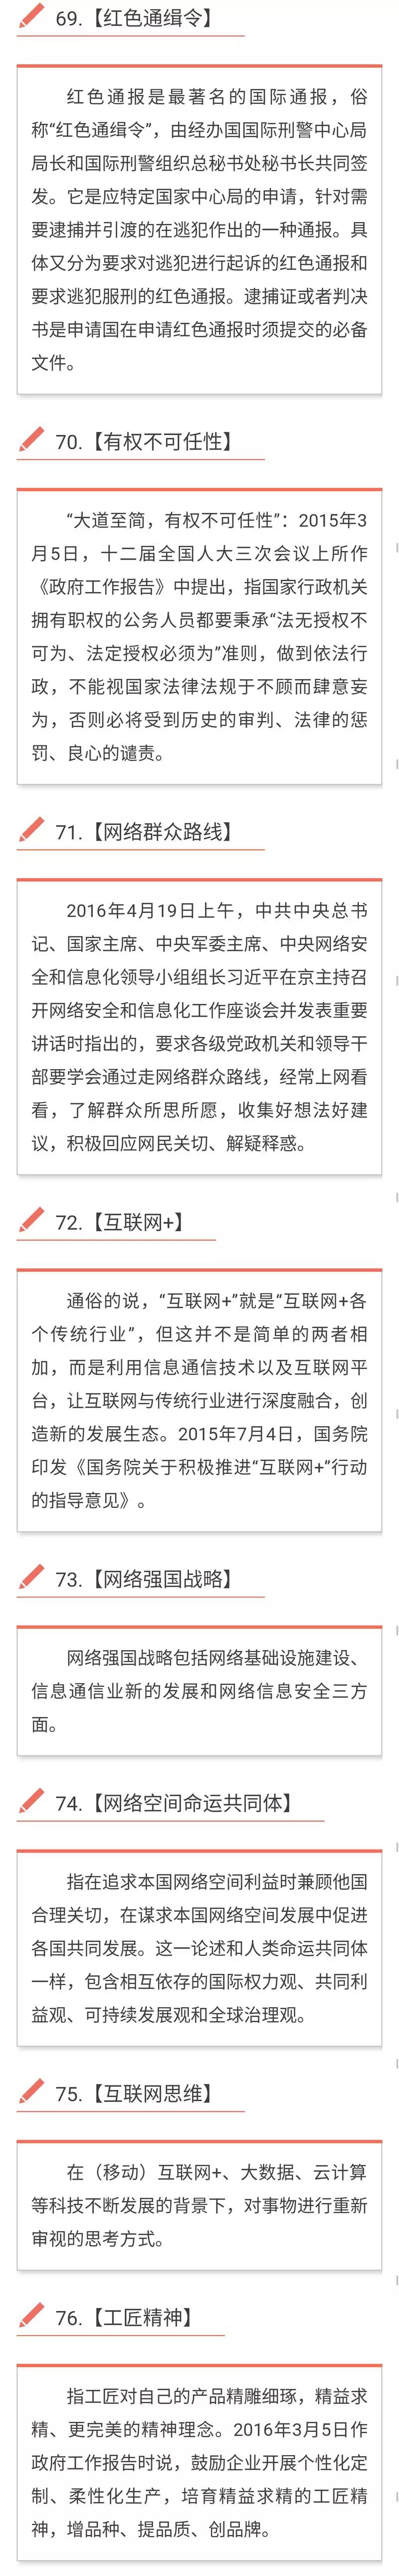 69.【红色通缉令】
红色通报是最著名的国际通报，俗
称“红色通缉令”，由经办国国际刑警中心局
局长和国际刑警组织总秘书处秘书长共同签
发。它是应特定国家中心局的申请，针对需
要逮捕并引渡的在逃犯作出的一种通报。具
体又分为要求对逃犯进行起诉的红色通报和
要求逃犯服刑的红色通报。逮捕证或者判决
书是申请国在申请红色通报时须提交的必备
文件。
70.【有权不可任性】
“大道至简，有权不可任性”：2015年3
月5日，十二届全国人大三次会议上所作
《政府工作报告》中提出，指国家行政机关
拥有职权的公务人员都要秉承“法无授权不
可为、法定授权必须为”准则，做到依法行
政，不能视国家法律法规于不顾而肆意妄
为，否则必将受到历史的审判、法律的惩
罚、良心的谴责。
71.【网络群众路线】
2016年4月19日上午，中共中央总书
记、国家主席、中央军委主席、中央网络安
全和信息化领导小组组长习近平在京主持召
开网络安全和信息化工作座谈会并发表重要
讲话时指出的，要求各级党政机关和领导干
部要学会通过走网络群众路线，经常上网看
看，了解群众所思所愿，收集好想法好建
议，积极回应网民关切、解疑释惑。
72.【互联网+】
通俗的说，“互联网+”就是“互联网+各
个传统行业”，但这并不是简单的两者相
加，而是利用信息通信技术以及互联网平
台，让互联网与传统行业进行深度融合，创
造新的发展生态。2015年7月4日，国务院
印发《国务院关于积极推进“互联网+”行动
的指导意见》。
73.【网络强国战略】
网络强国战略包括网络基础设施建设、
信息通信业新的发展和网络信息安全三方
面。
74.【网络空间命运共同体】
指在追求本国网络空间利益时兼顾他国
合理关切，在谋求本国网络空间发展中促进
各国共同发展。这一论述和人类命运共同体
一样，包含相互依存的国际权力观、共同利
益观、可持续发展观和全球治理观。
75.【互联网思维】
在（移动）互联网+、大数据、云计算
等科技不断发展的背景下，对事物进行重新
审视的思考方式。
76.【工匠精神】
指工匠对自己的产品精雕细琢，精益求
精、更完美的精神理念。2016年3月5日作
政府工作报告时说，鼓励企业开展个性化定
制、柔性化生产，培育精益求精的工匠精
神，增品种、提品质、创品牌。